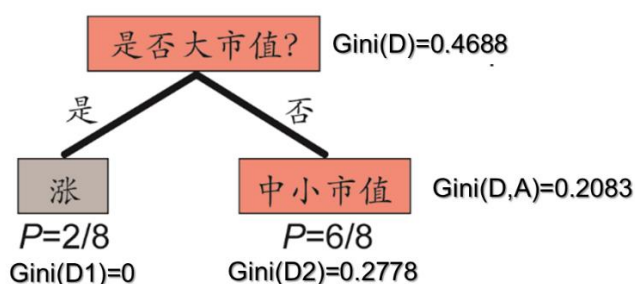 是否大市值?
Gini(D)=0.4688
是
否
涨
中小市值
Gini(D,A)=0.2083
P=2/8
P=6/8
Gini(D1)=0
Gini(D2)=0.2778